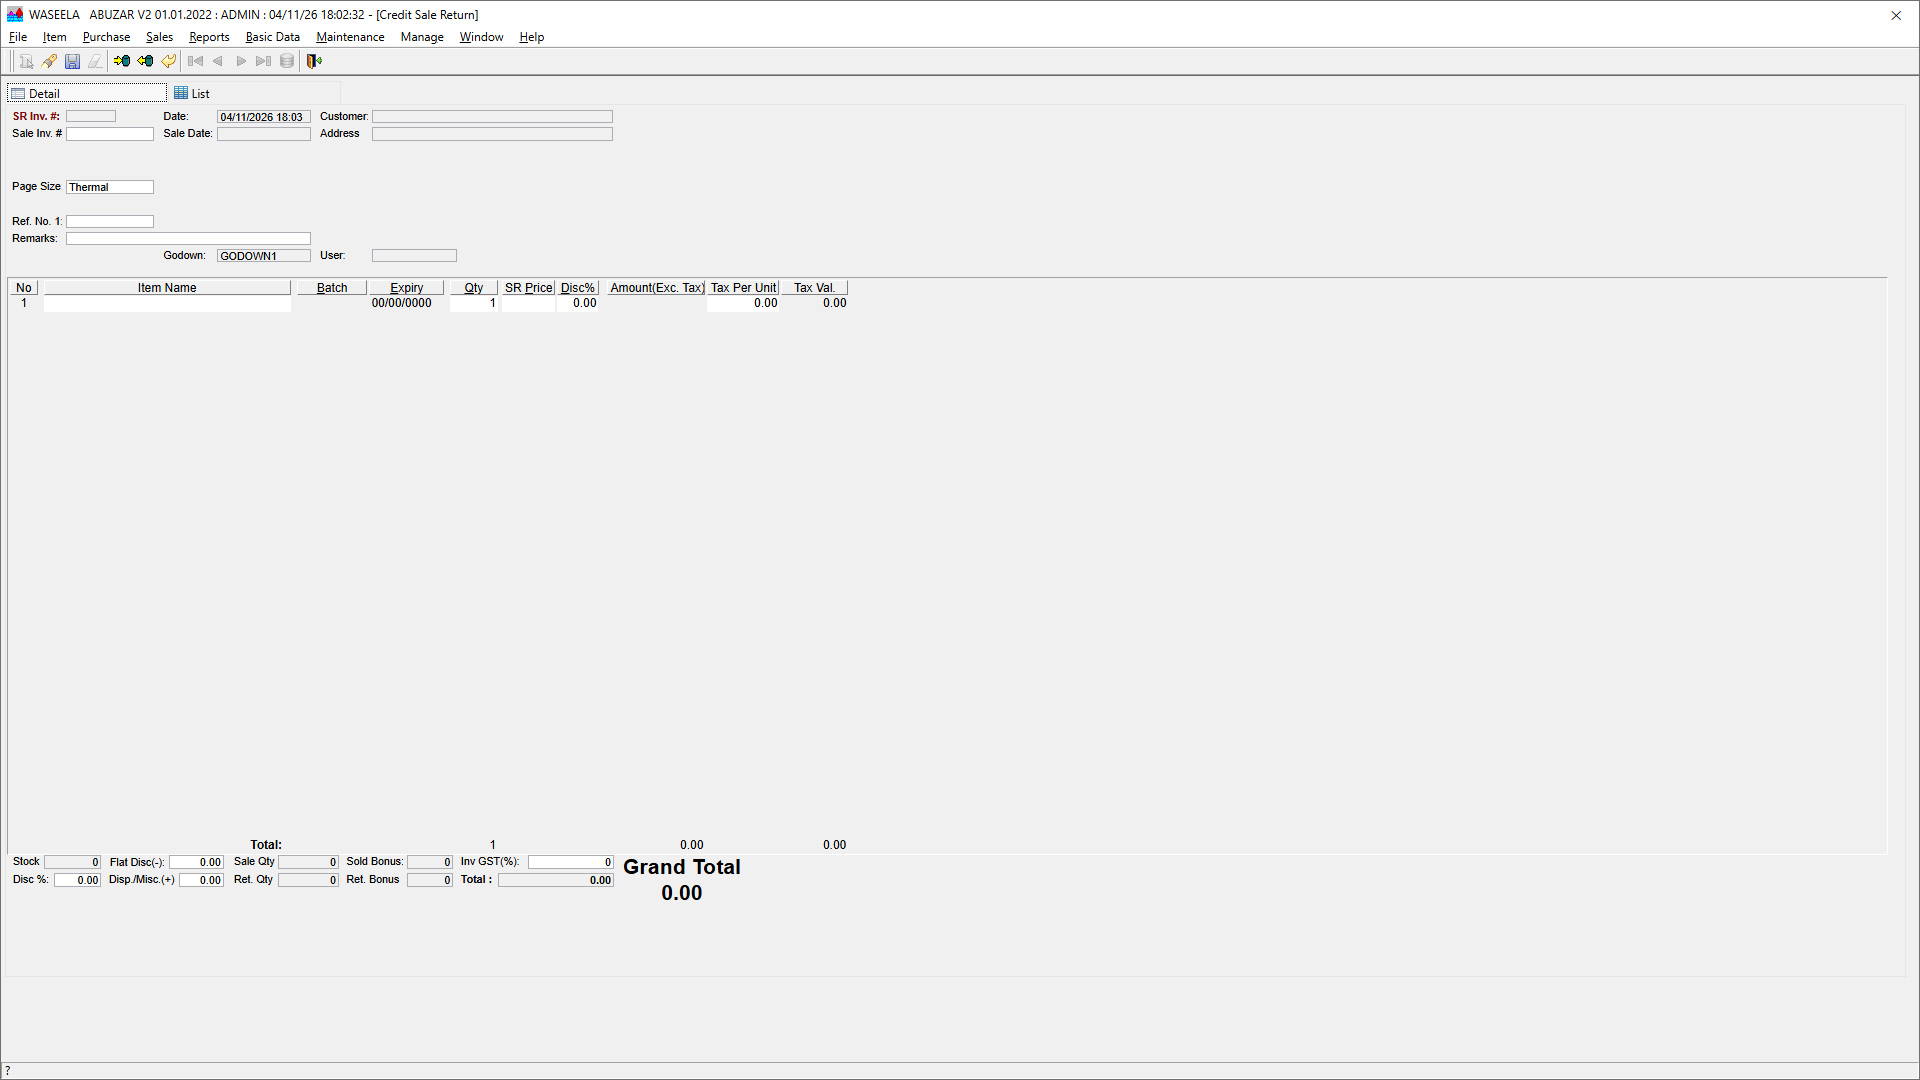 WASEELA ABUZAR V2 01.01.2022 : ADMIN : 04/11/26 18:02:32 - [Credit Sale Return]
File Item Purchase Sales Reports Basic Data Maintenance Manage Window Help
Detail List
SR Inv. #: Date: 04/11/2026 18:03 Customer:
Sale Inv. # Sale Date: Address
Page Size Thermal
Ref. No. 1:
Remarks:
Godown: GODOWN1 User:
No Item Name Batch Expiry Qty SR Price Disc% Amount(Exc. Tax) Tax Per Unit Tax Val.
1 00/00/0000 1 0.00 0.00 0.00
Total: 1 0.00 0.00
Stock 0 Flat Disc(-): 0.00 Sale Qty 0 Sold Bonus: 0 Inv GST(%): 0 Grand Total
Disc %: 0.00 Disp./Misc.(+) 0.00 Ret. Qty 0 Ret. Bonus 0 Total : 0.00 0.00
?